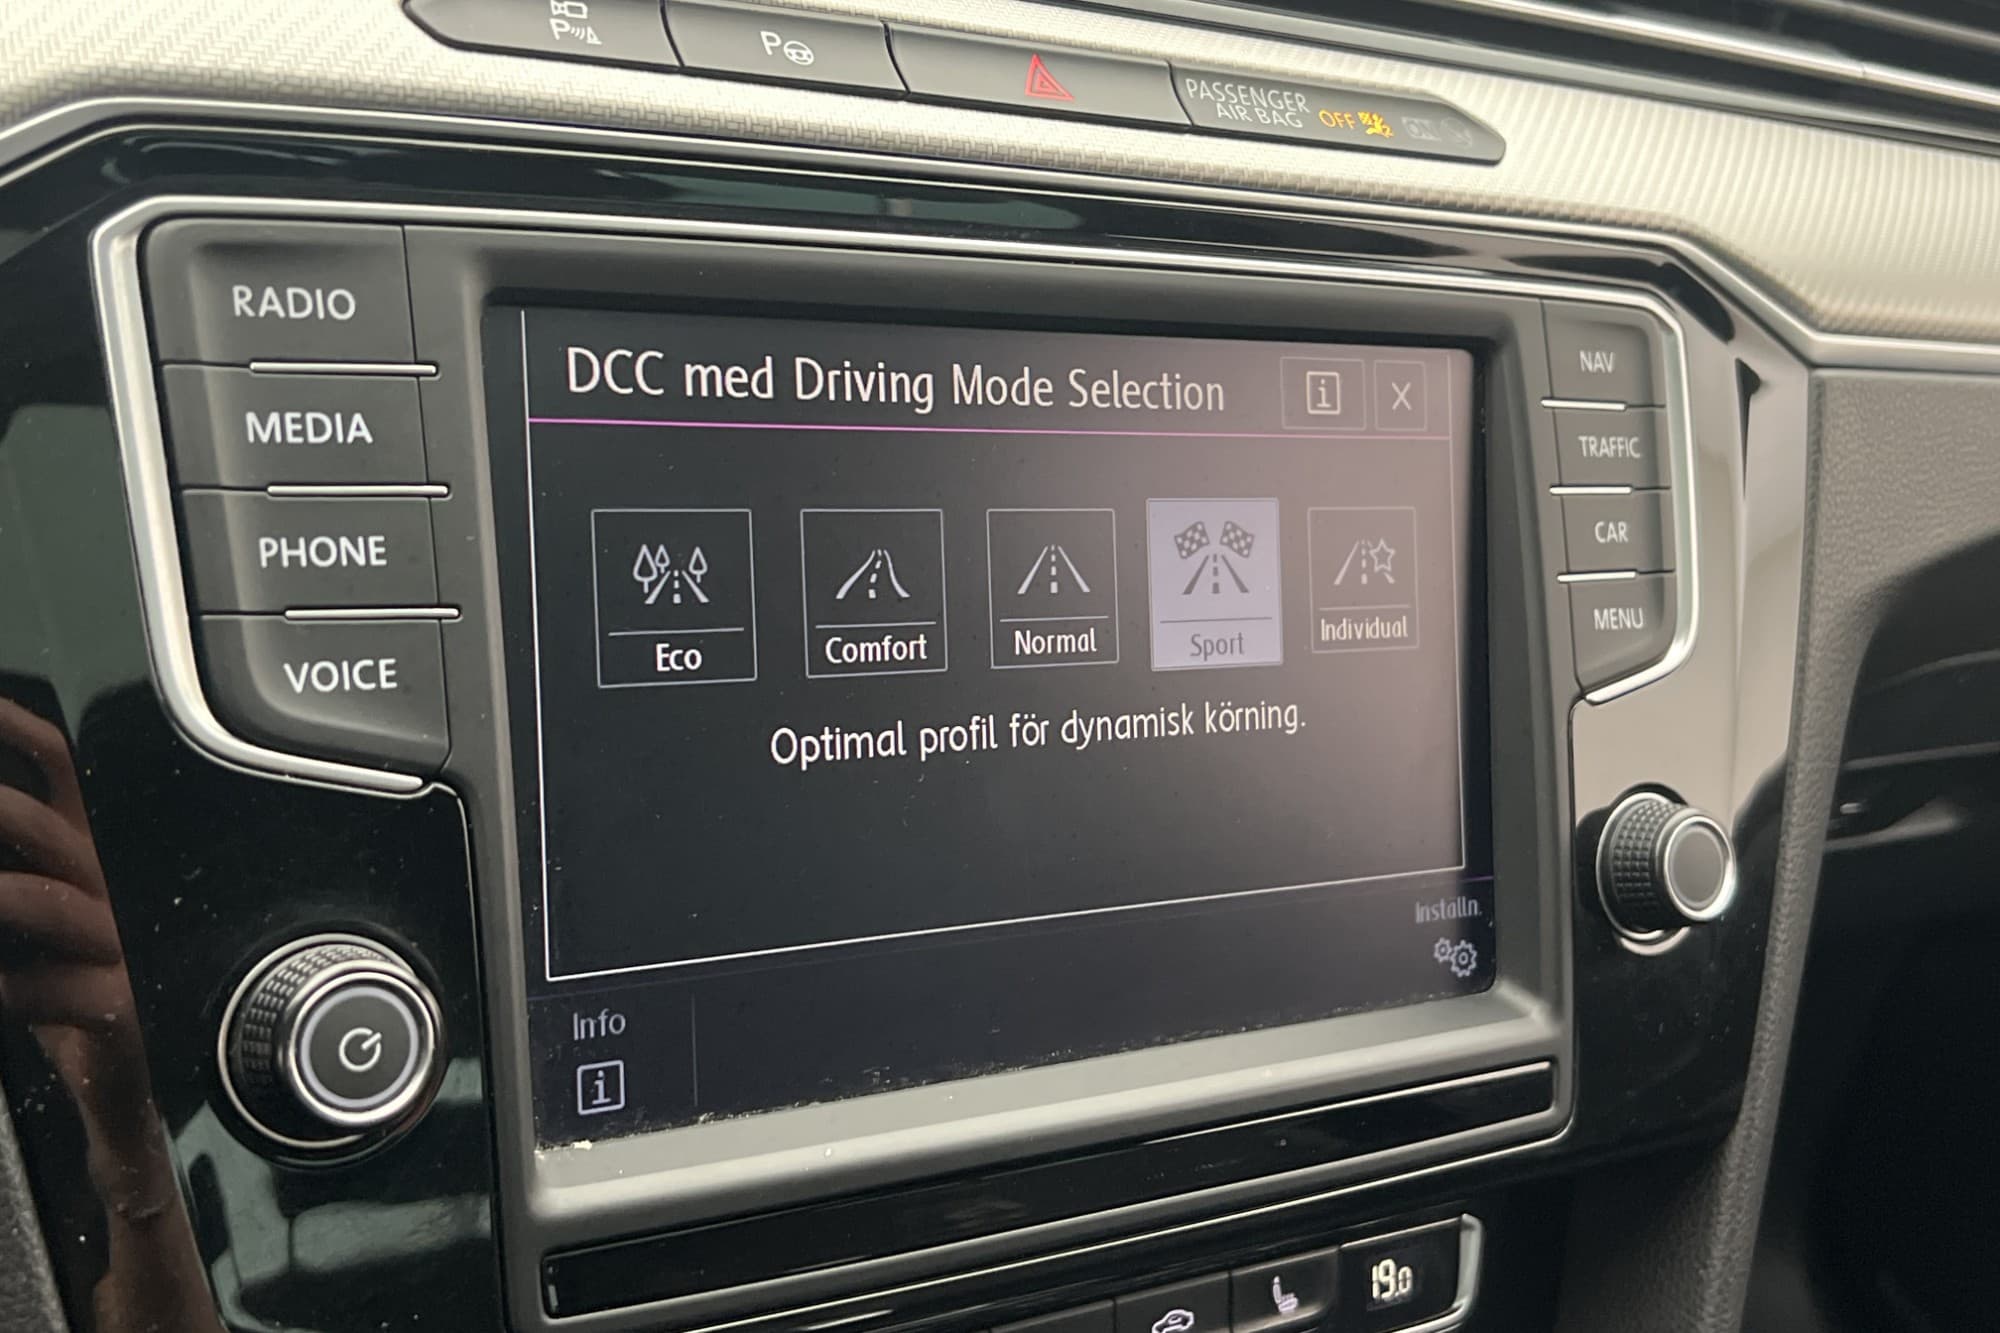 P
P
PASSENGER
AIR BAG OFF ON
RADIO
MEDIA
PHONE
VOICE
DCC med Driving Mode Selection
i X
Eco Comfort Normal Sport Individual
Optimal profil för dynamisk körning.
Installn.
Info
i
NAV
TRAFFIC
CAR
MENU
19.0